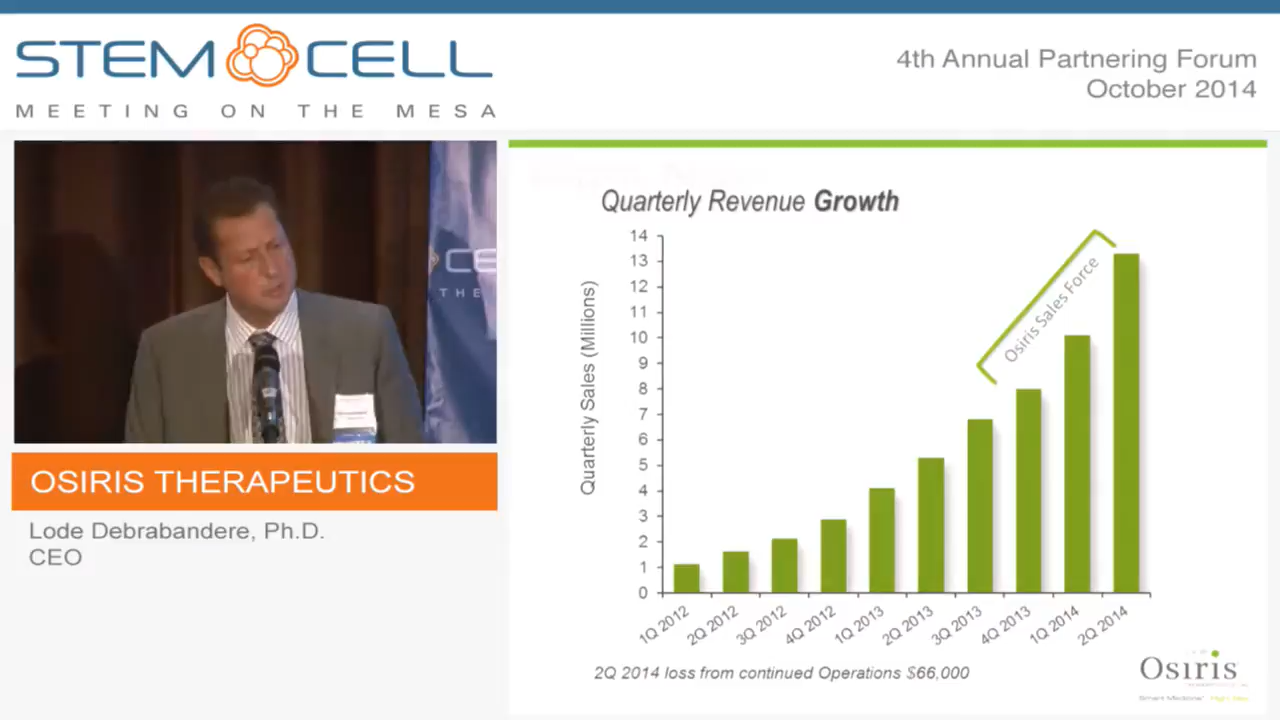 STEM CELL
MEETING ON THE MESA
4th Annual Partnering Forum
October 2014
CE
THE
OSIRIS THERAPEUTICS
Lode Debrabandere, Ph.D.
CEO
Quarterly Revenue Growth
Quarterly Sales (Millions)
14
13
12
11
10
9
8
7
6
5
4
3
2
1
0
Osiris Sales Force
1Q 2012
2Q 2012
3Q 2012
4Q 2012
1Q 2013
2Q 2013
3Q 2013
4Q 2013
1Q 2014
2Q 2014
2Q 2014 loss from continued Operations $66,000
Osiris